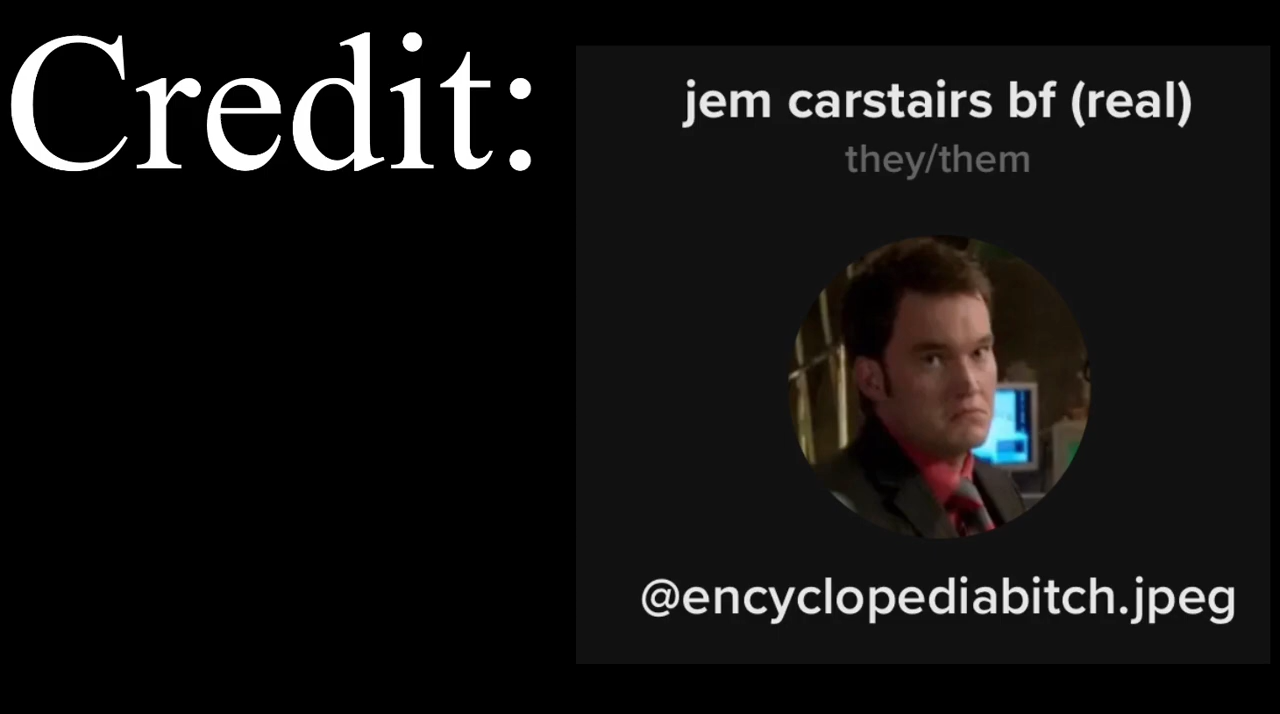 Credit:
jem carstairs bf (real)
they/them
@encyclopediabitch.jpeg